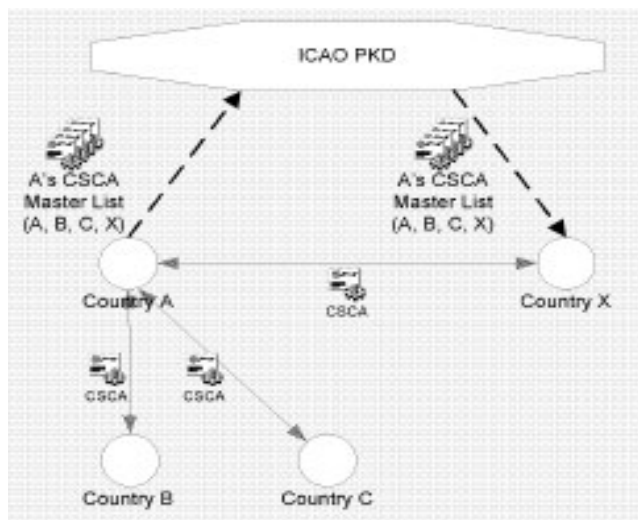 ICAO PKD
A's CSCA
Master List
(A, B, C, X)
A's CSCA
Master List
(A, B, C, X)
Country A
CSCA
Country X
CSCA
CSCA
Country B
Country C